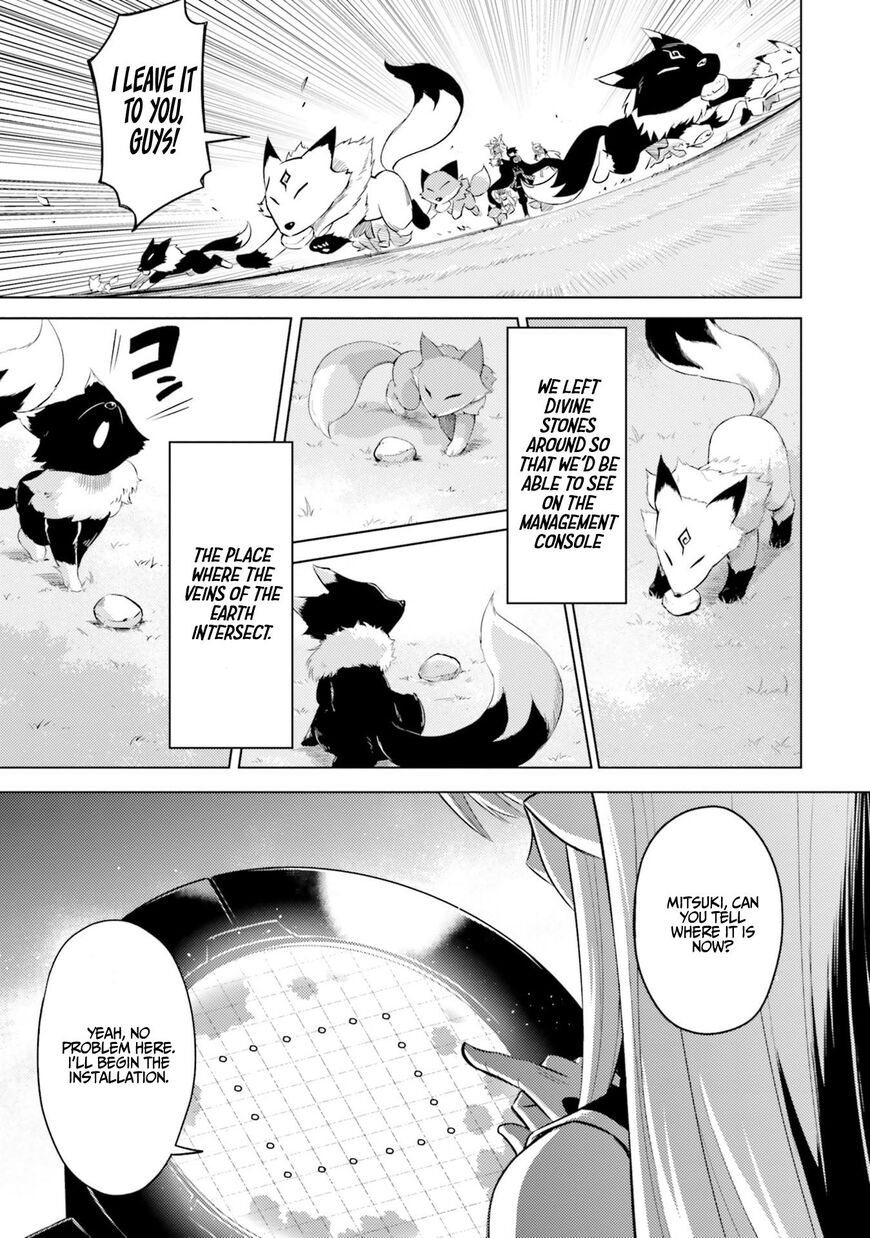 I LEAVE IT
TO YOU,
GUYS!
WE LEFT
DIVINE
STONES
AROUND SO
THAT WE'D BE
ABLE TO SEE
ON THE
MANAGEMENT
CONSOLE
THE PLACE
WHERE THE
VEINS OF THE
EARTH
INTERSECT.
コ
MITSUKI, CAN
YOU TELL
WHERE IT IS
NOW?
YEAH, NO
PROBLEM HERE.
I'LL BEGIN THE
INSTALLATION.